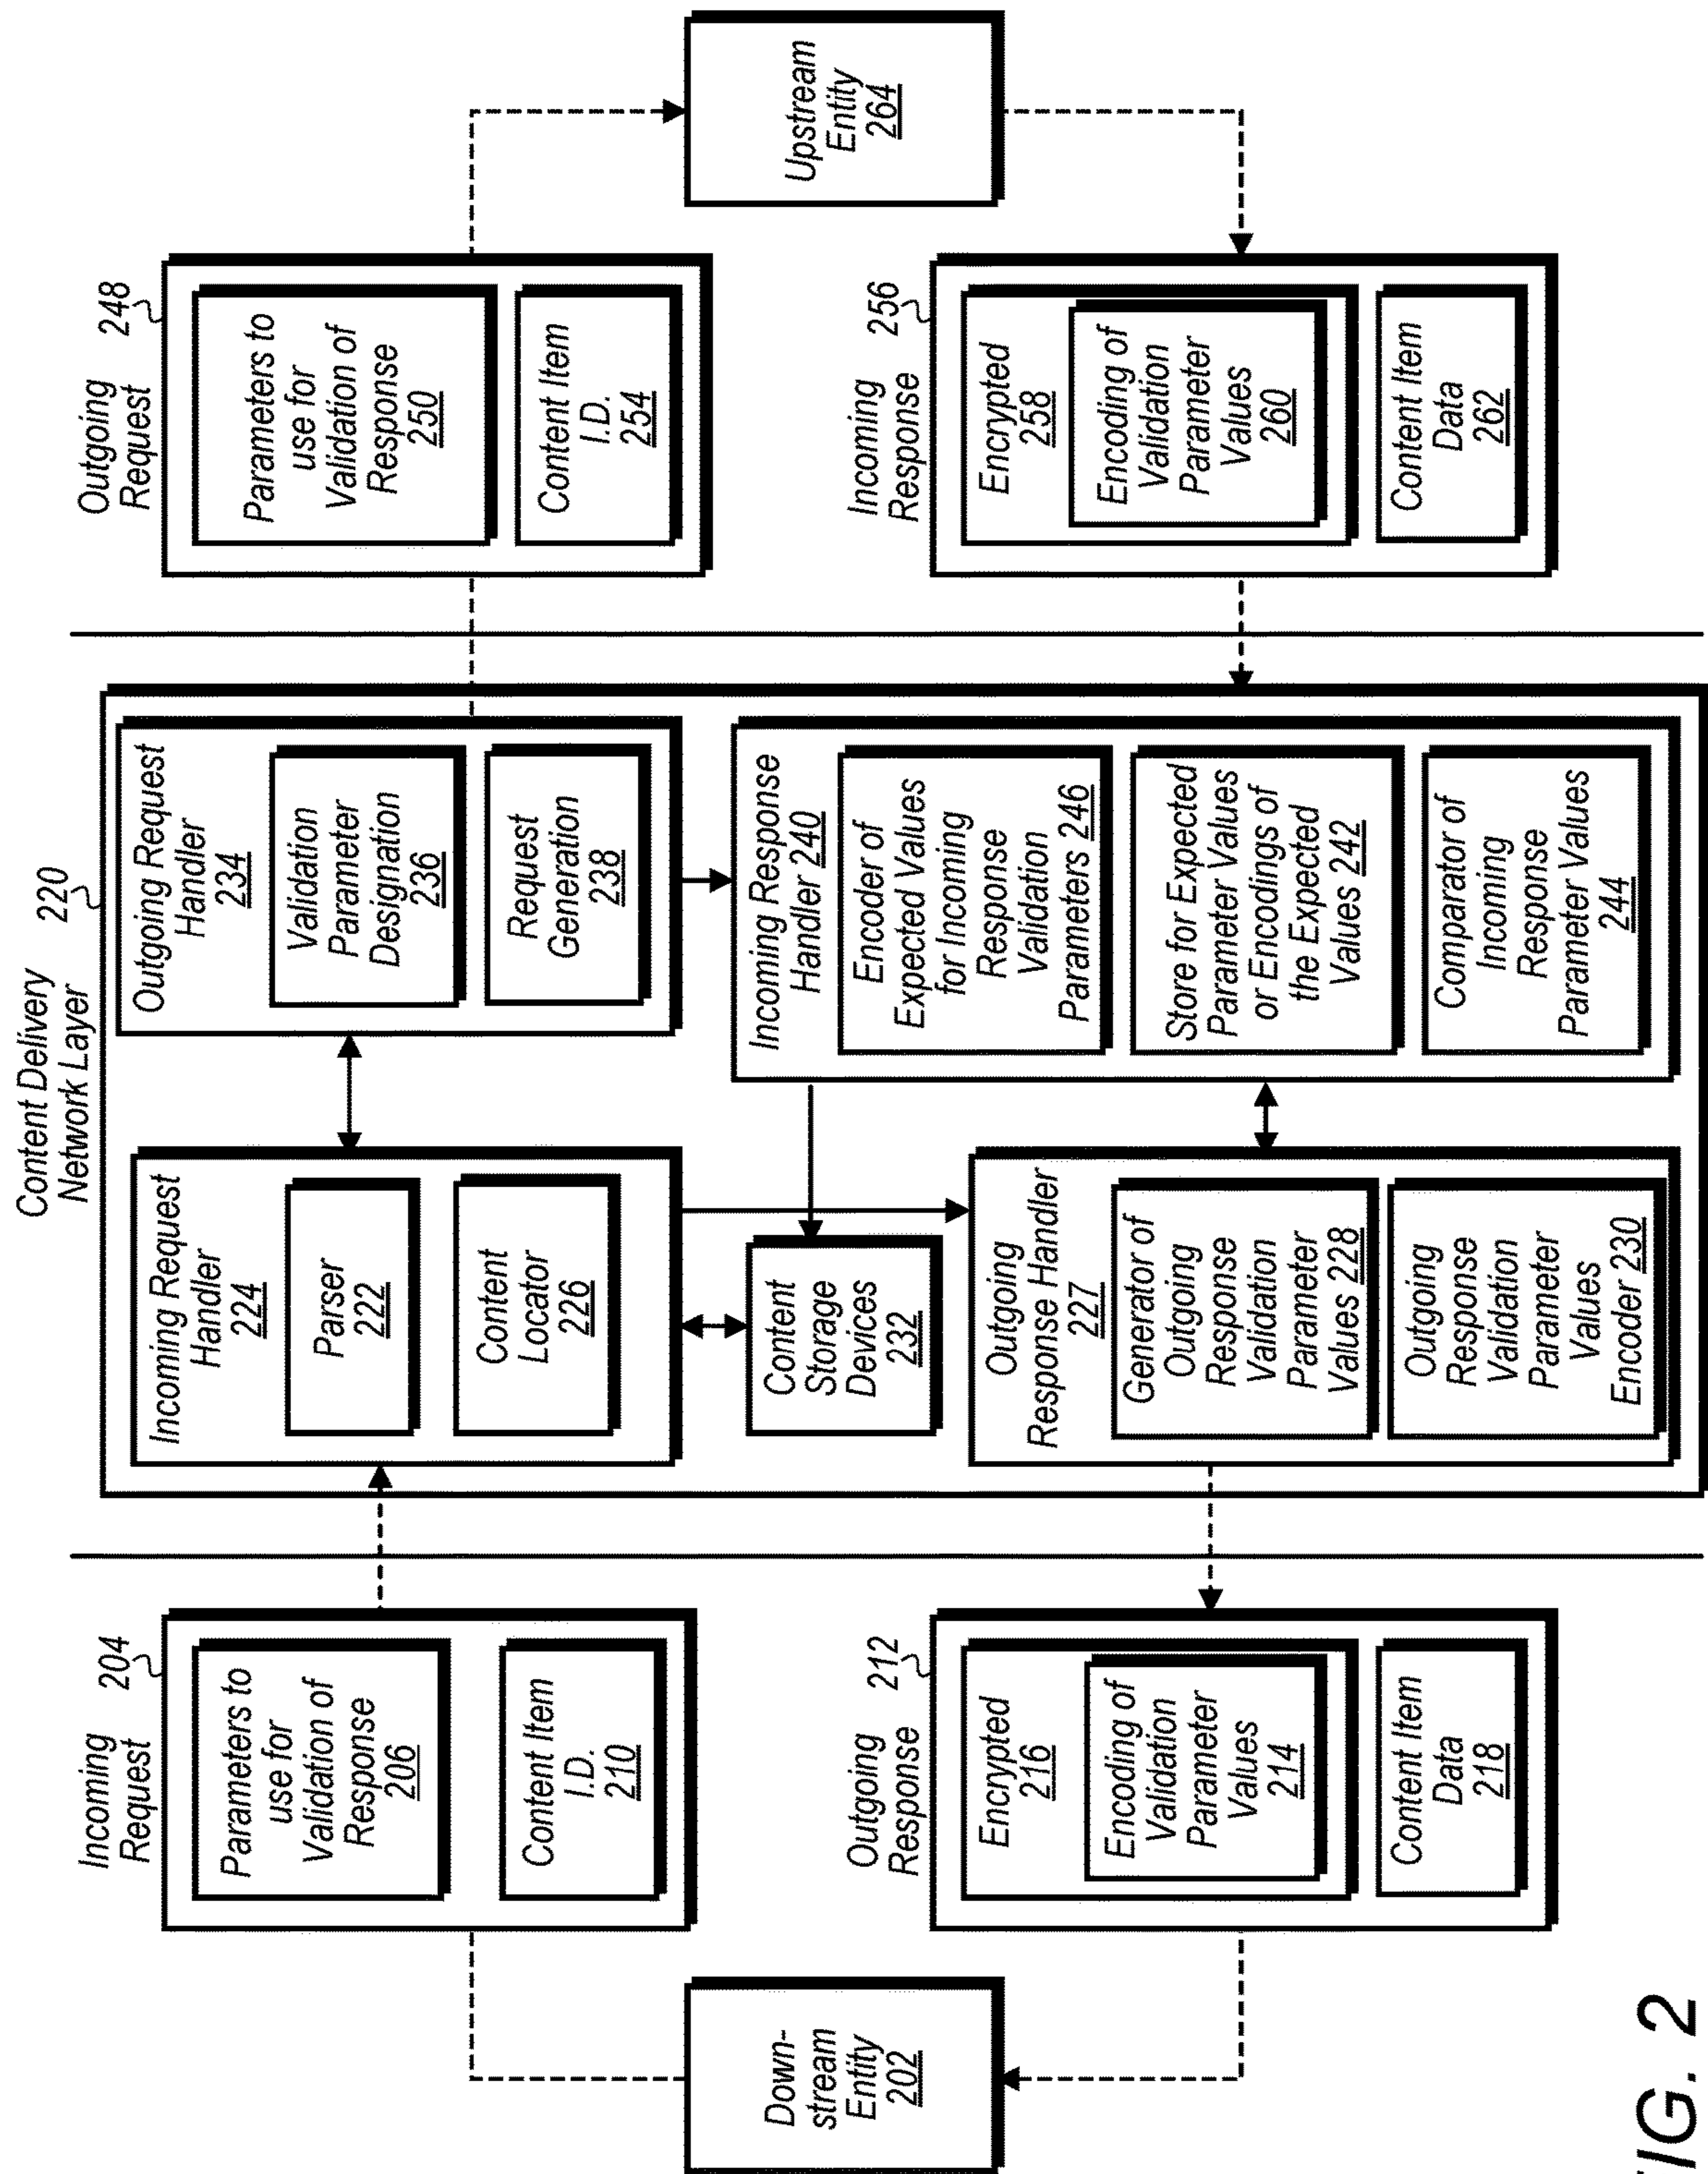 Content Delivery
Network Layer
220
Incoming
Request
204
Parameters to
use for
Validation of
Response
206
Content Item
I.D.
210
Incoming Request
Handler
224
Parser
222
Content
Locator
226
Outgoing Request
Handler
234
Validation
Parameter
Designation
236
Request
Generation
238
Outgoing
Request
248
Parameters to
use for
Validation of
Response
250
Content Item
I.D.
254
Down-
stream
Entity
202
Content
Storage
Devices
232
Incoming Response
Handler 240
Encoder of
Expected Values
for Incoming
Response
Validation
Parameters 246
Store for Expected
Parameter Values
or Encodings of
the Expected
Values 242
Comparator of
Incoming
Response
Parameter Values
244
Upstream
Entity
264
Outgoing
Response
212
Encrypted
216
Encoding of
Validation
Parameter
Values
214
Content Item
Data
218
Outgoing
Response Handler
227
Generator of
Outgoing
Response
Validation
Parameter
Values 228
Outgoing
Response
Validation
Parameter
Values
Encoder 230
Incoming
Response
256
Encrypted
258
Encoding of
Validation
Parameter
Values
260
Content Item
Data
262
FIG. 2